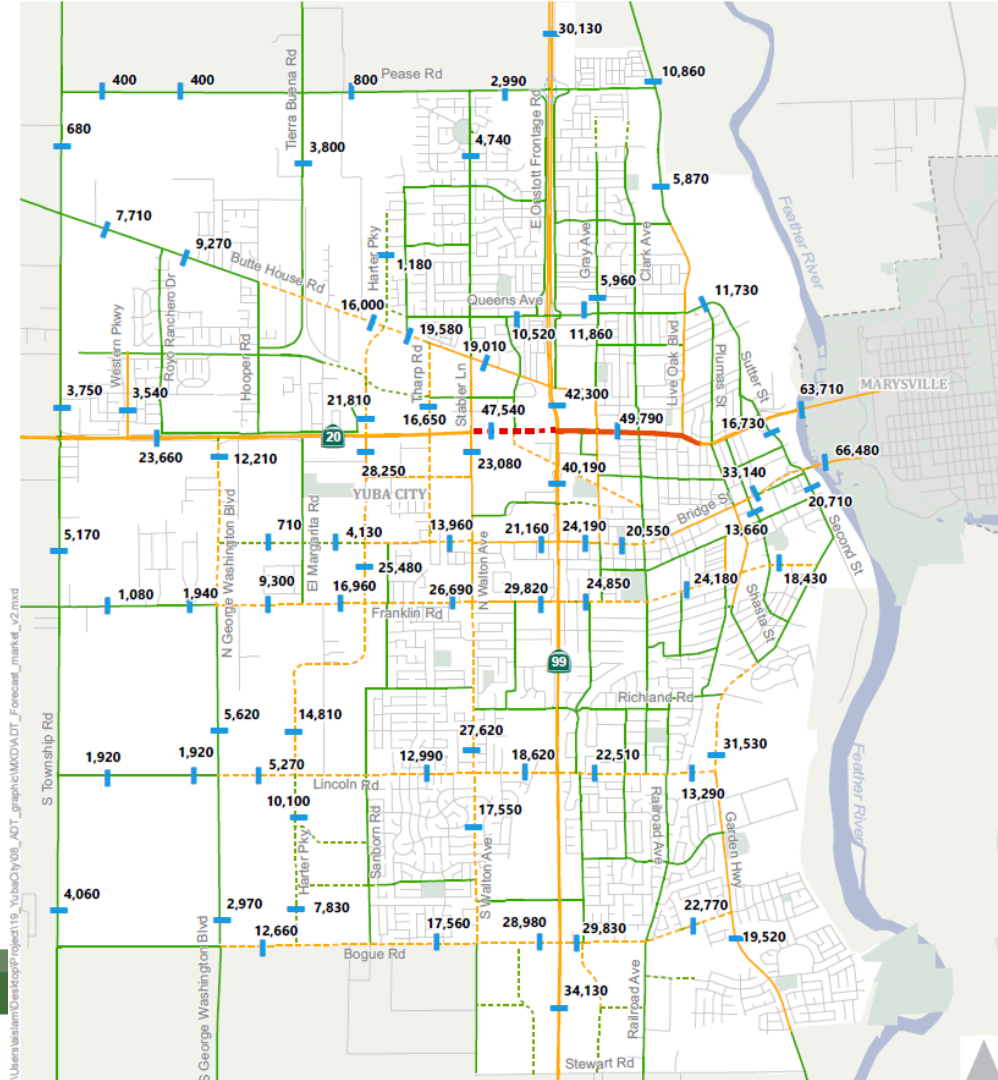 30,130
10,860
Pease Rd
400
400
800
2,990
680
Tierra Buena Rd
3,800
4,740
E Onstott Frontage Rd
5,870
Feather River
7,710
9,270
Butte House Rd
Harter Pky
1,180
Gray Ave
Clark Ave
Queens Ave
5,960
11,730
16,000
19,580
10,520
11,860
19,010
Western Pkwy
Royo Ranchero Dr
Hooper Rd
Tharp Rd
Stabler Ln
Live Oak Blvd
Plumas St
Sutter St
MARYSVILLE
3,750
3,540
21,810
16,650
47,540
42,300
49,790
16,730
63,710
20
23,660
12,210
28,250
23,080
40,190
33,140
66,480
YUBA CITY
20,710
Bridge St
13,660
5,170
N George Washington Blvd
710
El Margarita Rd
4,130
13,960
N Walton Ave
21,160
24,190
20,550
Second St
25,480
1,080
1,940
9,300
16,960
26,690
29,820
24,850
24,180
18,430
Franklin Rd
Shasta St
99
Richland Rd
S Township Rd
5,620
14,810
27,620
31,530
1,920
1,920
5,270
12,990
18,620
22,510
13,290
Lincoln Rd
10,100
17,550
Harter Pky
Sanborn Rd
S Walton Ave
Railroad Ave
Garden Hwy
Feather River
4,060
2,970
7,830
12,660
17,560
28,980
29,830
22,770
19,520
Bogue Rd
S George Washington Blvd
34,130
Railroad Ave
Stewart Rd
\Users\aislam\Desktop\Project\19_YubaCity\08_ADT_graphic\MXD\ADT_Forecast_market_v2.mxd